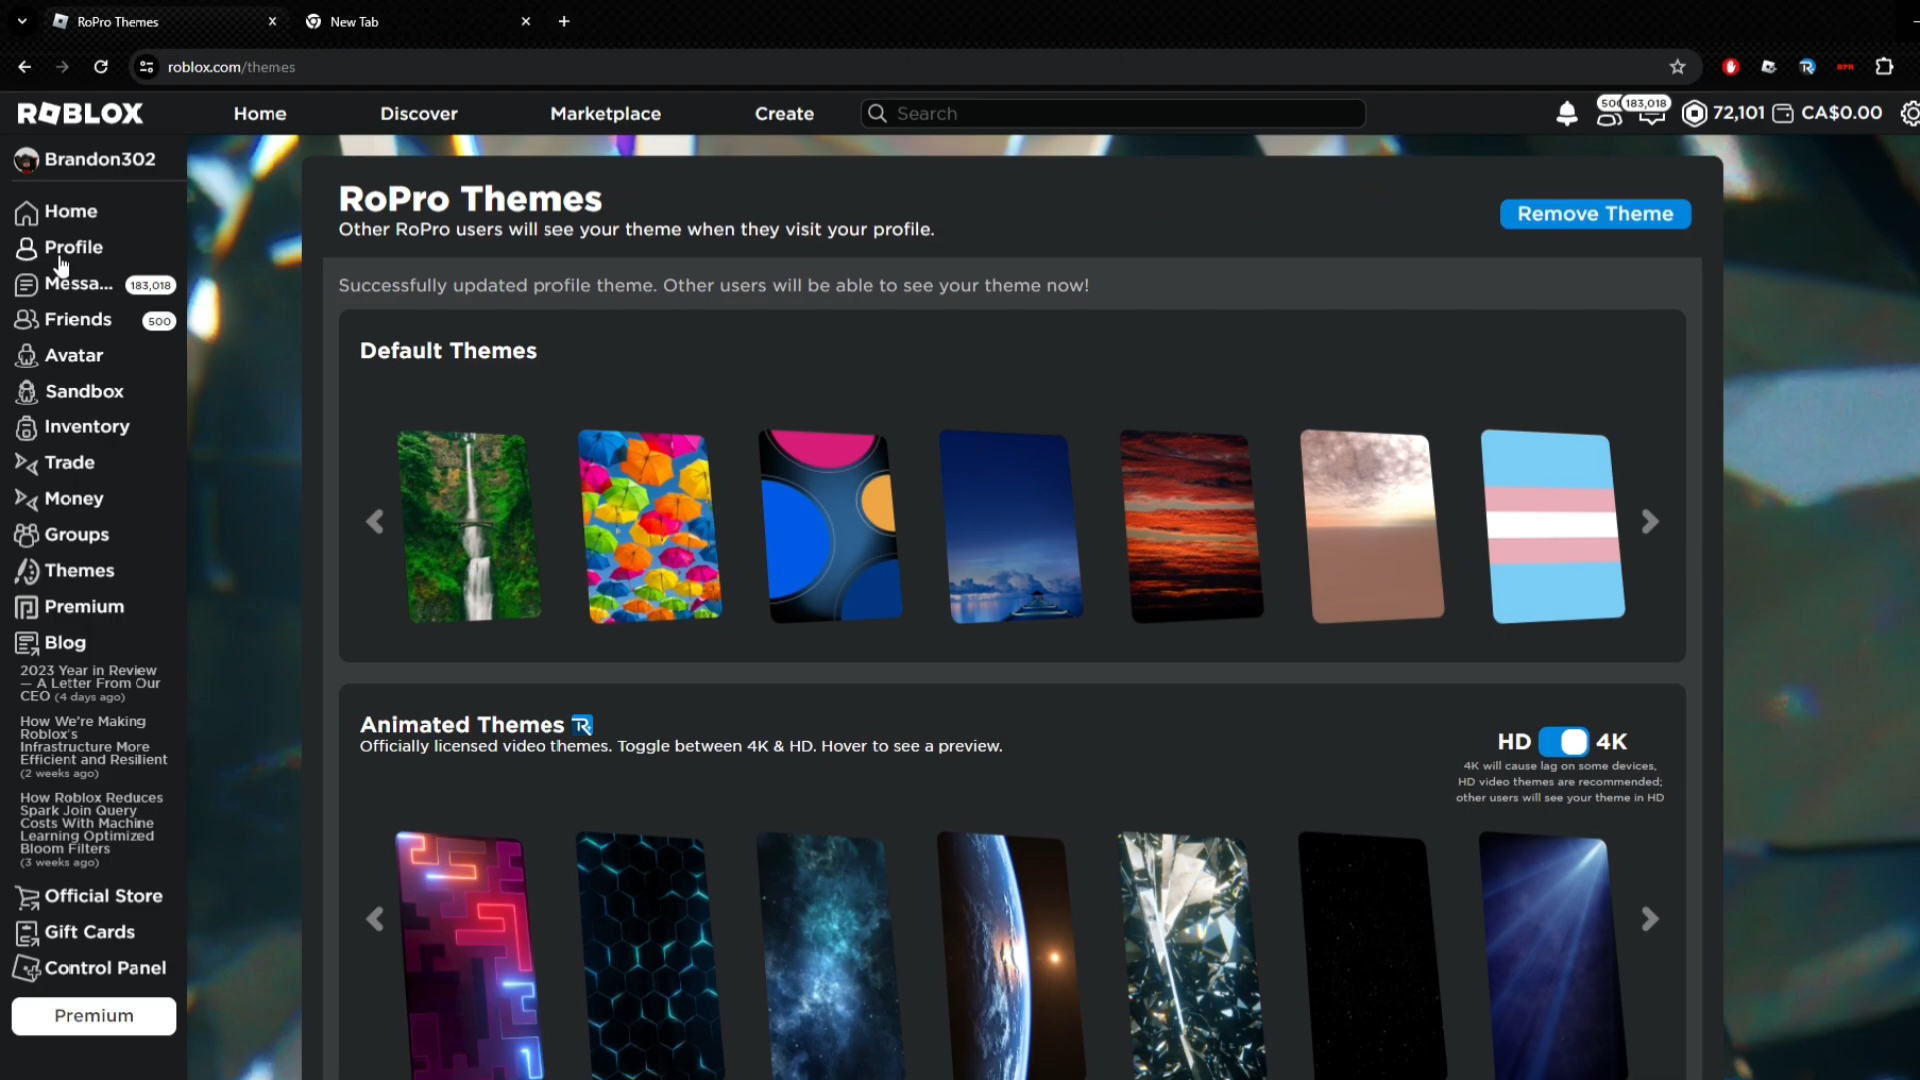 RoPro Themes
New Tab
roblox.com/themes
ROBLOX
Home
Discover
Marketplace
Create
Search
183,018
72,101
CA$0.00
Brandon302
Home
Profile
Messa... 183,018
Friends 500
Avatar
Sandbox
Inventory
Trade
Money
Groups
Themes
Premium
Blog
2023 Year in Review
— A Letter From Our
CEO (4 days ago)
How We're Making
Roblox's
Infrastructure More
Efficient and Resilient
(2 weeks ago)
How Roblox Reduces
Spark Join Query
Costs With Machine
Learning Optimized
Bloom Filters
(3 weeks ago)
Official Store
Gift Cards
Control Panel
Premium
RoPro Themes
Other RoPro users will see your theme when they visit your profile.
Remove Theme
Successfully updated profile theme. Other users will be able to see your theme now!
Default Themes
Animated Themes
Officially licensed video themes. Toggle between 4K & HD. Hover to see a preview.
HD 4K
4K will cause lag on some devices,
HD video themes are recommended;
other users will see your theme in HD